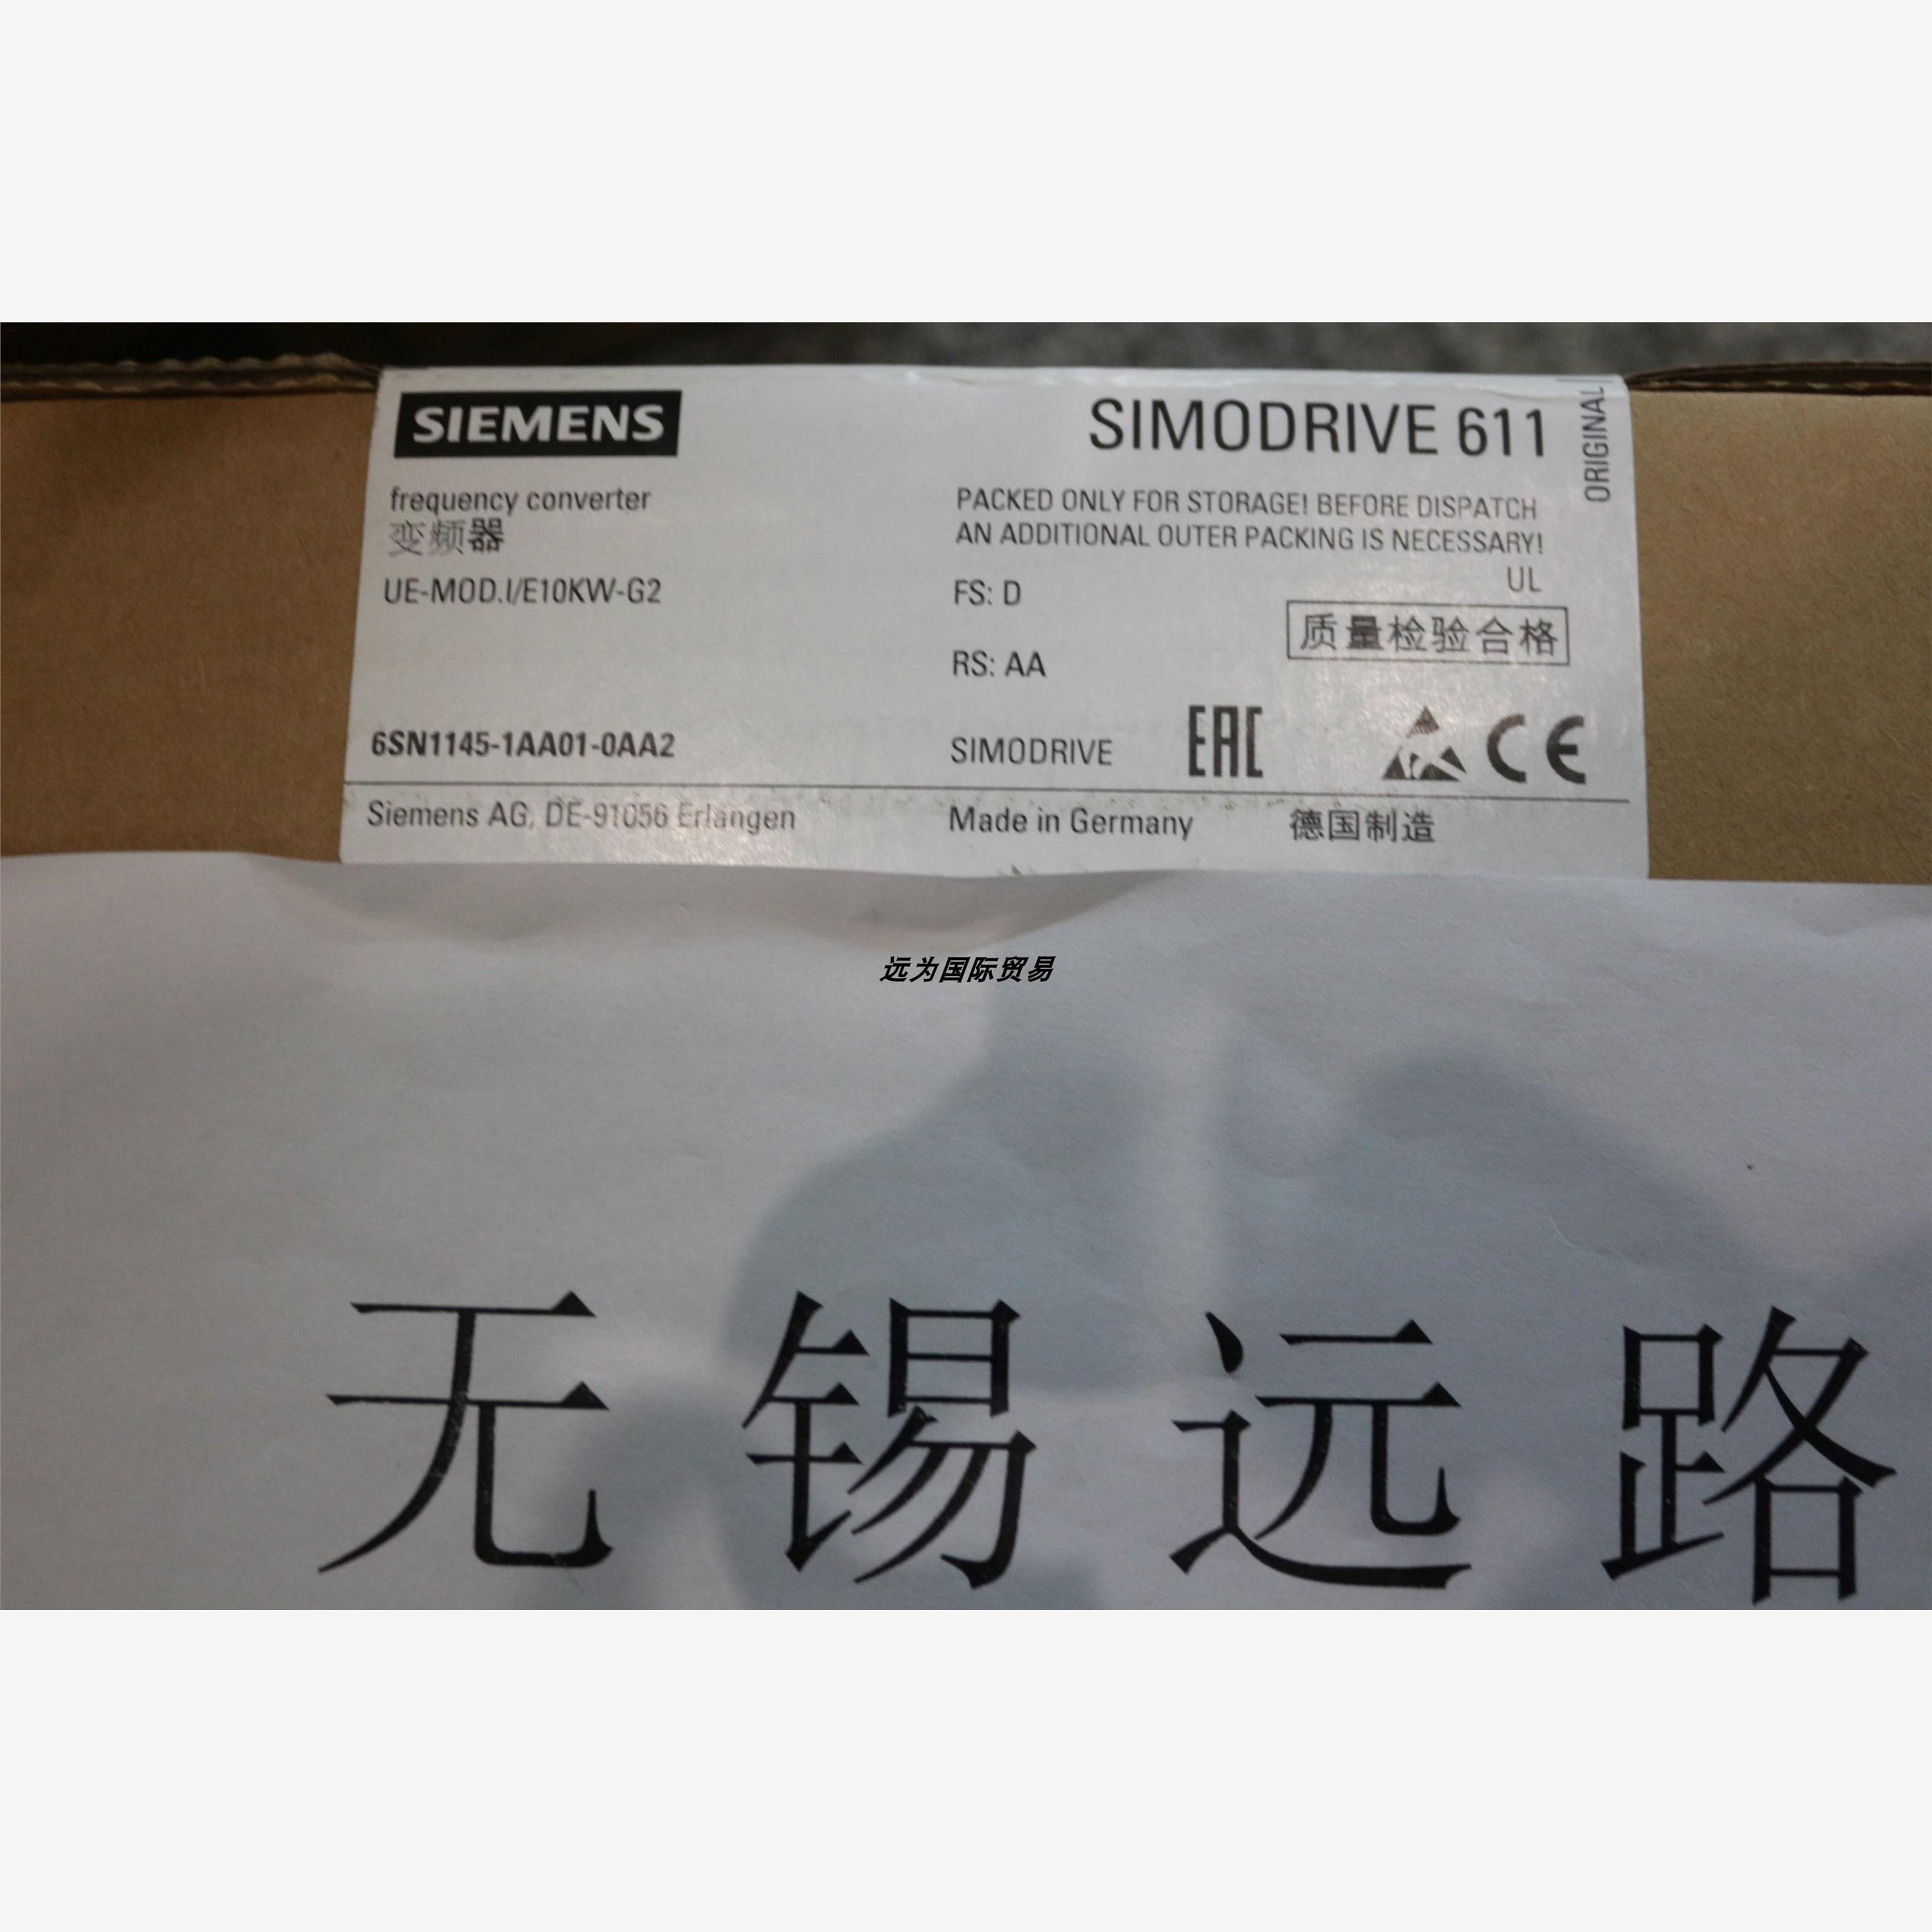 SIEMENS
SIMODRIVE 611
ORIGINAL
frequency converter
变频器
PACKED ONLY FOR STORAGE! BEFORE DISPATCH
AN ADDITIONAL OUTER PACKING IS NECESSARY!
UL
UE-MOD.I/E10KW-G2
FS: D
质量检验合格
RS: AA
6SN1145-1AA01-0AA2
SIMODRIVE
EAC
CE
Siemens AG, DE-91056 Erlangen
Made in Germany
德国制造
远为国际贸易
无锡远路